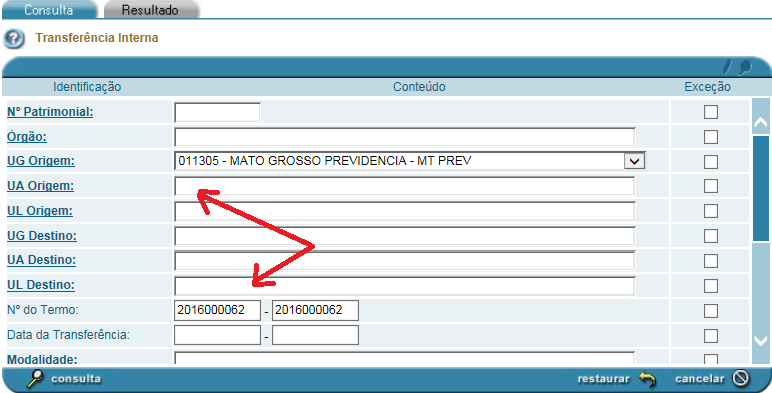 Consulta Resultado
Transferência Interna
Identificação Conteúdo Exceção
Nº Patrimonial:
Órgão:
UG Origem: 011305 - MATO GROSSO PREVIDENCIA - MT PREV
UA Origem:
UL Origem:
UG Destino:
UA Destino:
UL Destino:
Nº do Termo: 2016000062 - 2016000062
Data da Transferência: -
Modalidade:
consulta restaurar cancelar